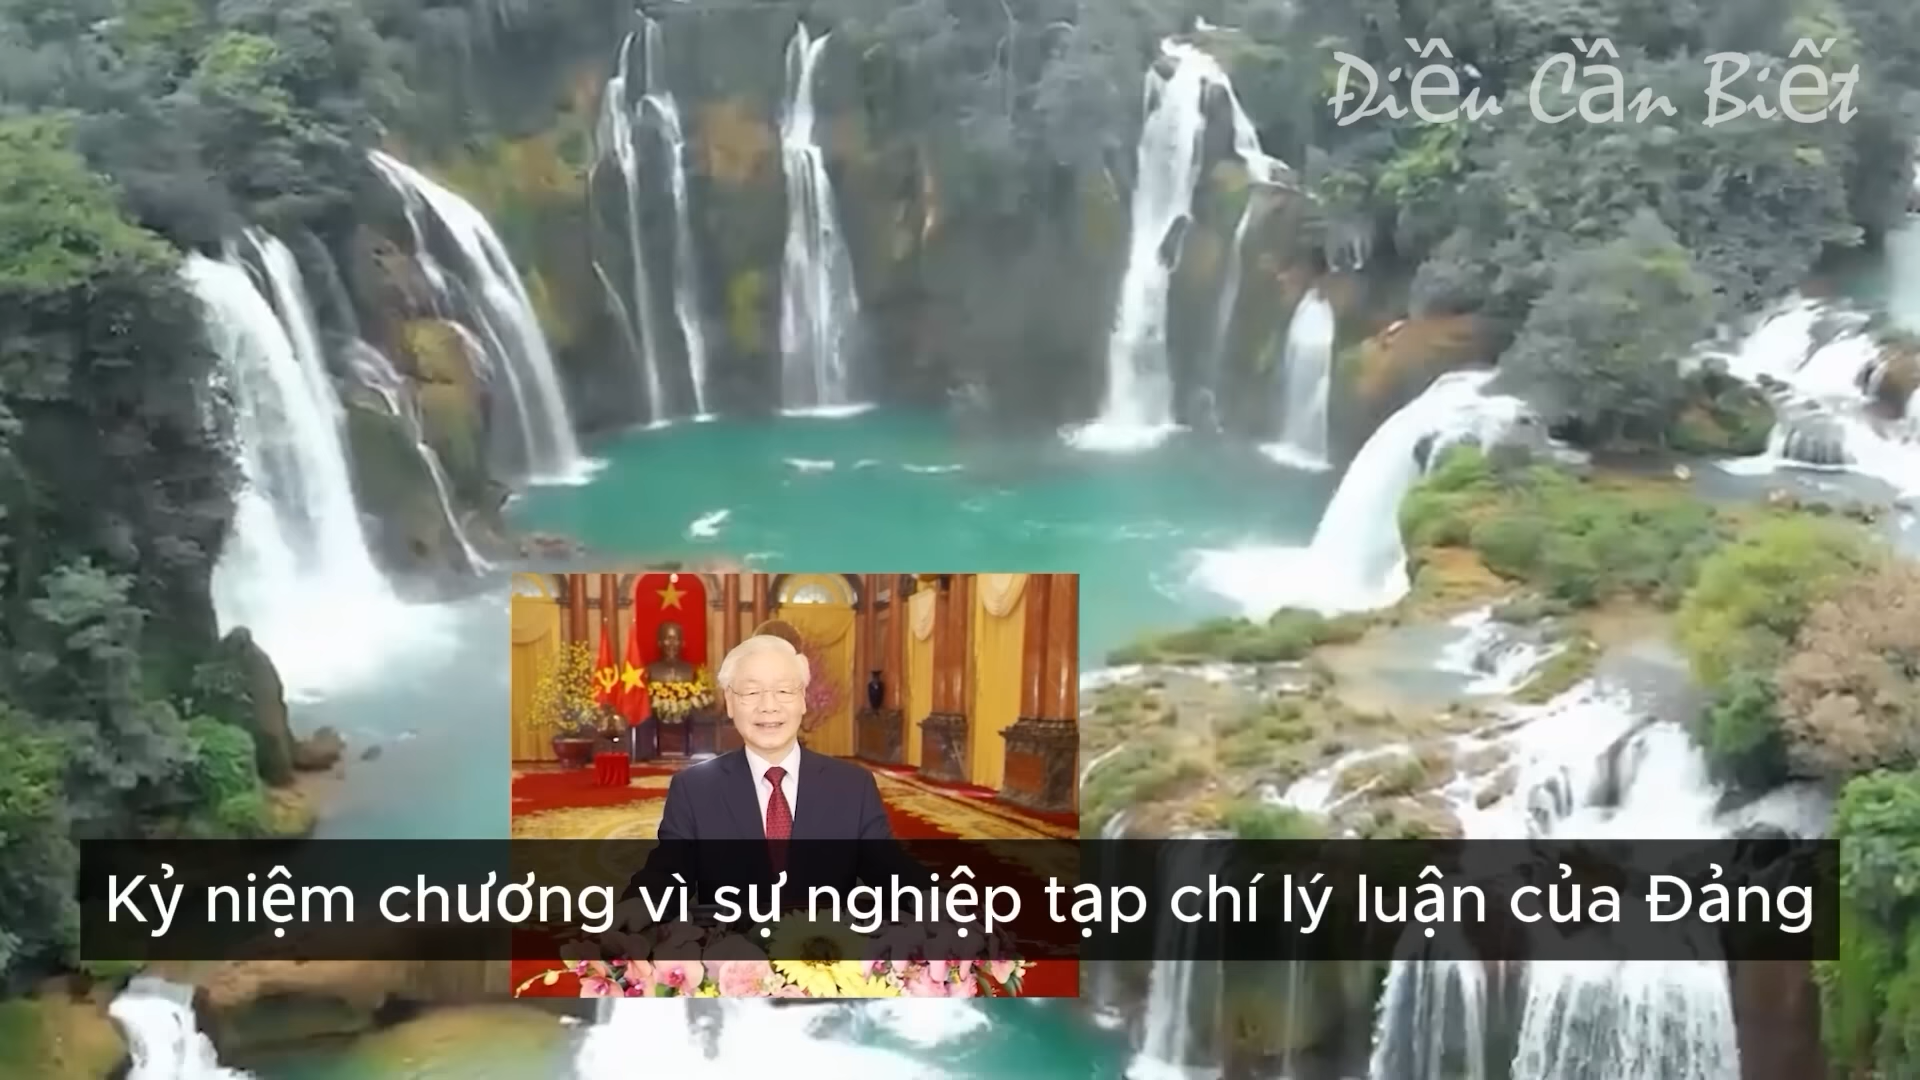 Điều Cần Biết
Kỷ niệm chương vì sự nghiệp tạp chí lý luận của Đảng